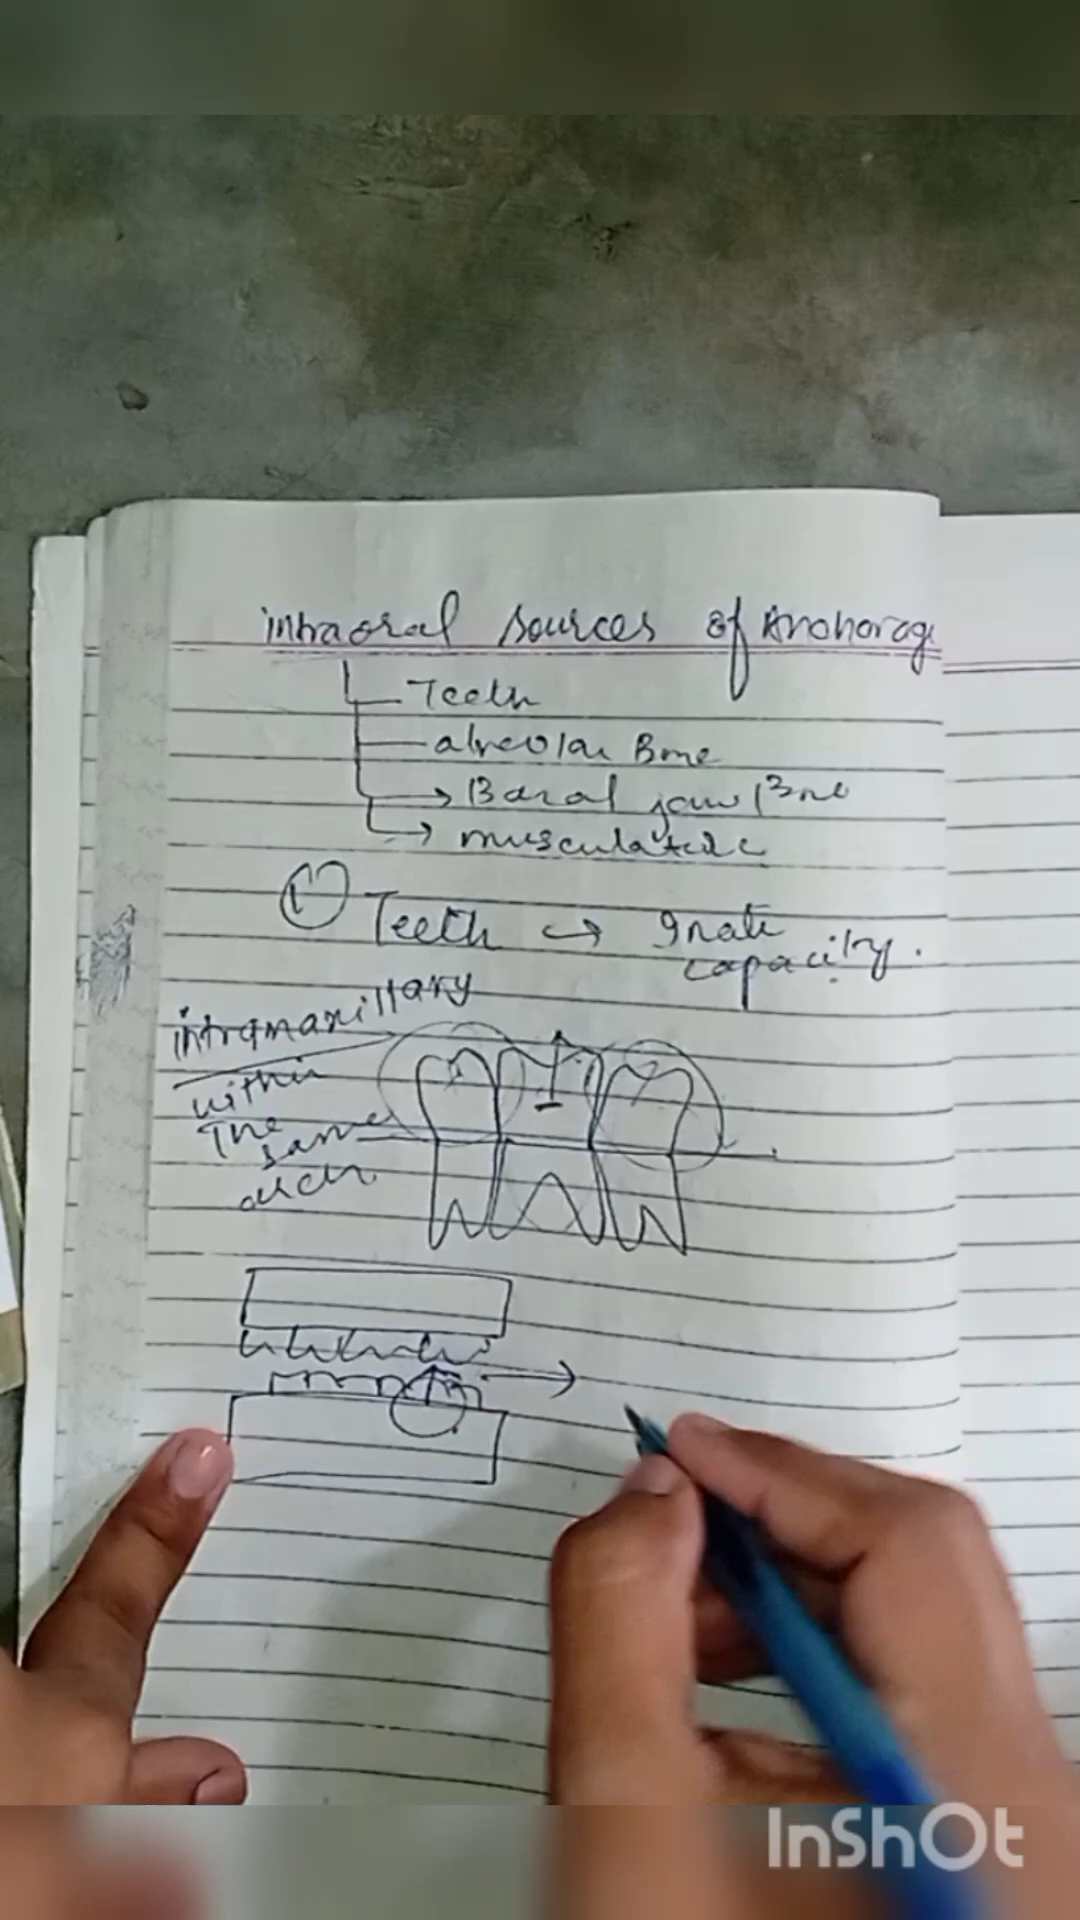 intraoral sources of Anchorage
Teeth
alveolar Bone
Basal jaw Bone
musculature
1 Teeth → Inate
capacity.
intramaxillary
within
The
same
arch.
InShOt